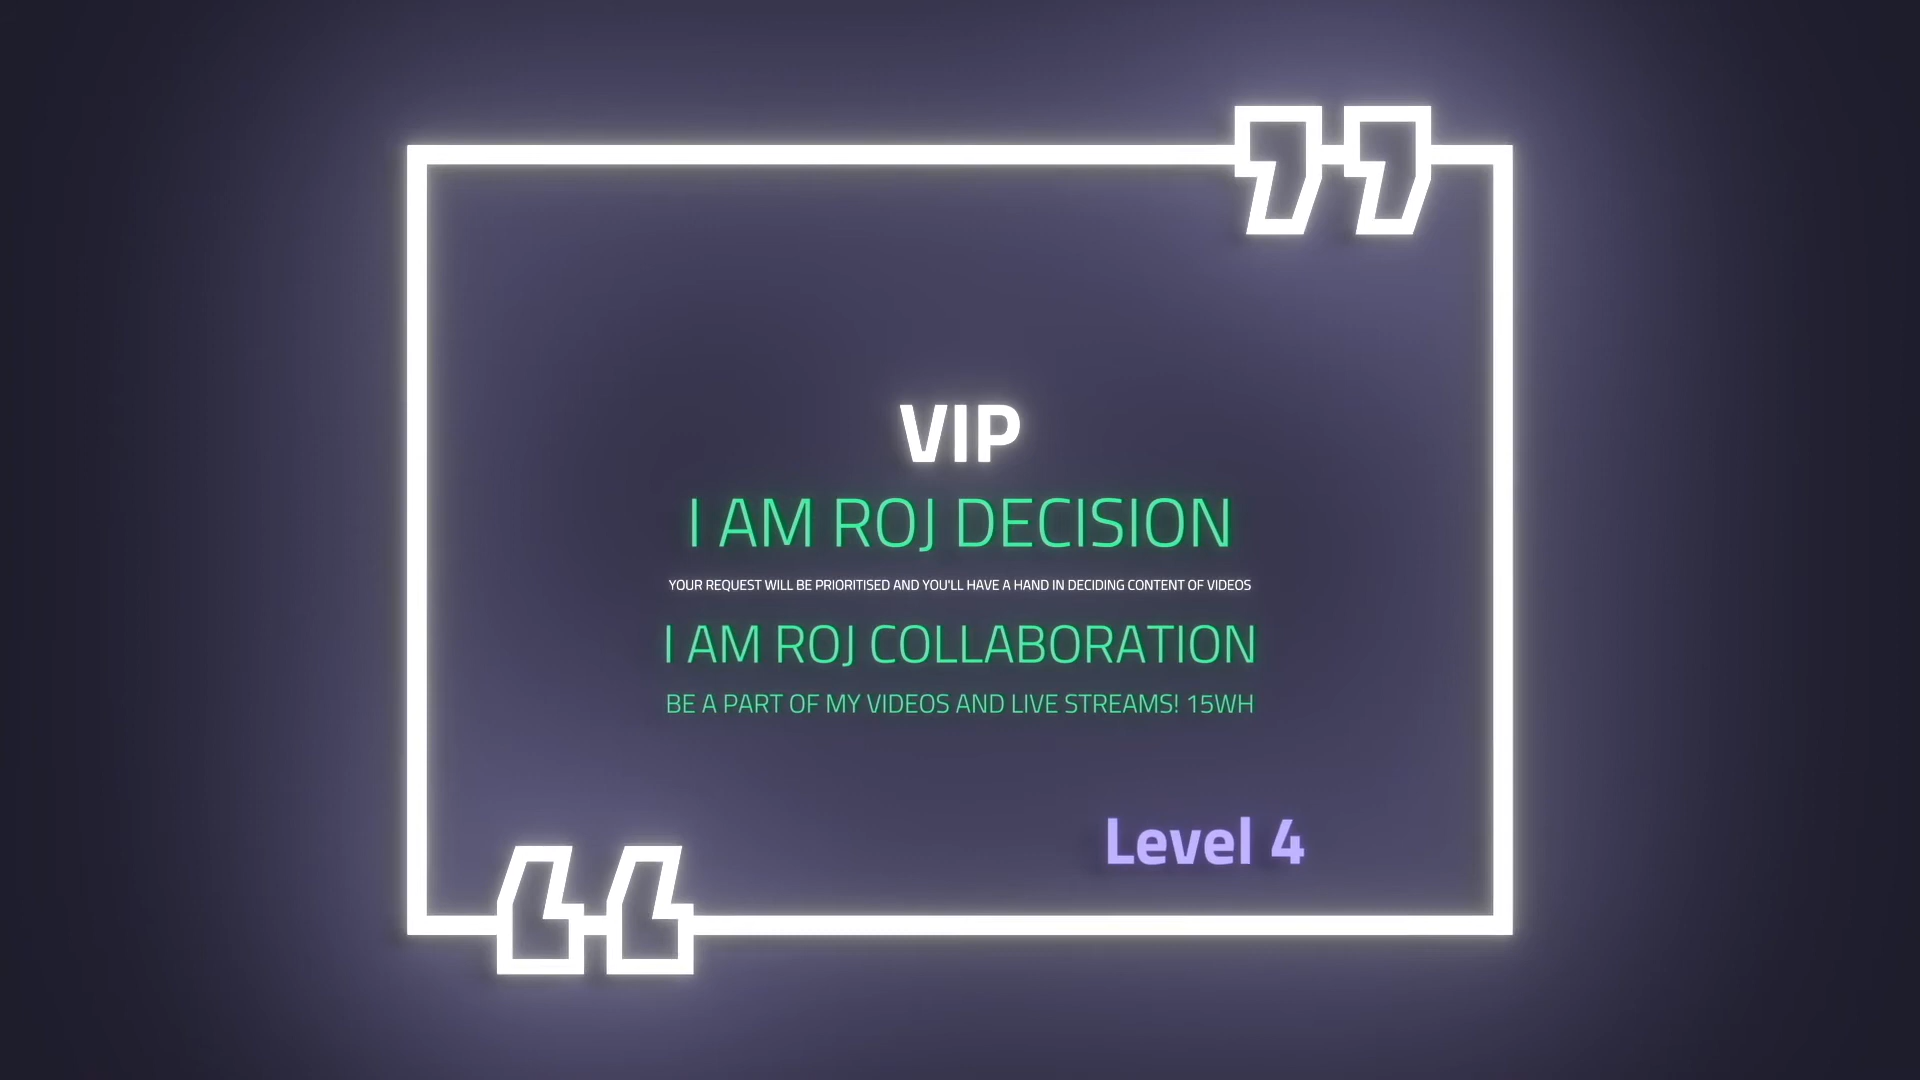 VIP
I AM ROJ DECISION
YOUR REQUEST WILL BE PRIORITISED AND YOU'LL HAVE A HAND IN DECIDING CONTENT OF VIDEOS
I AM ROJ COLLABORATION
BE A PART OF MY VIDEOS AND LIVE STREAMS! 15WH
Level 4